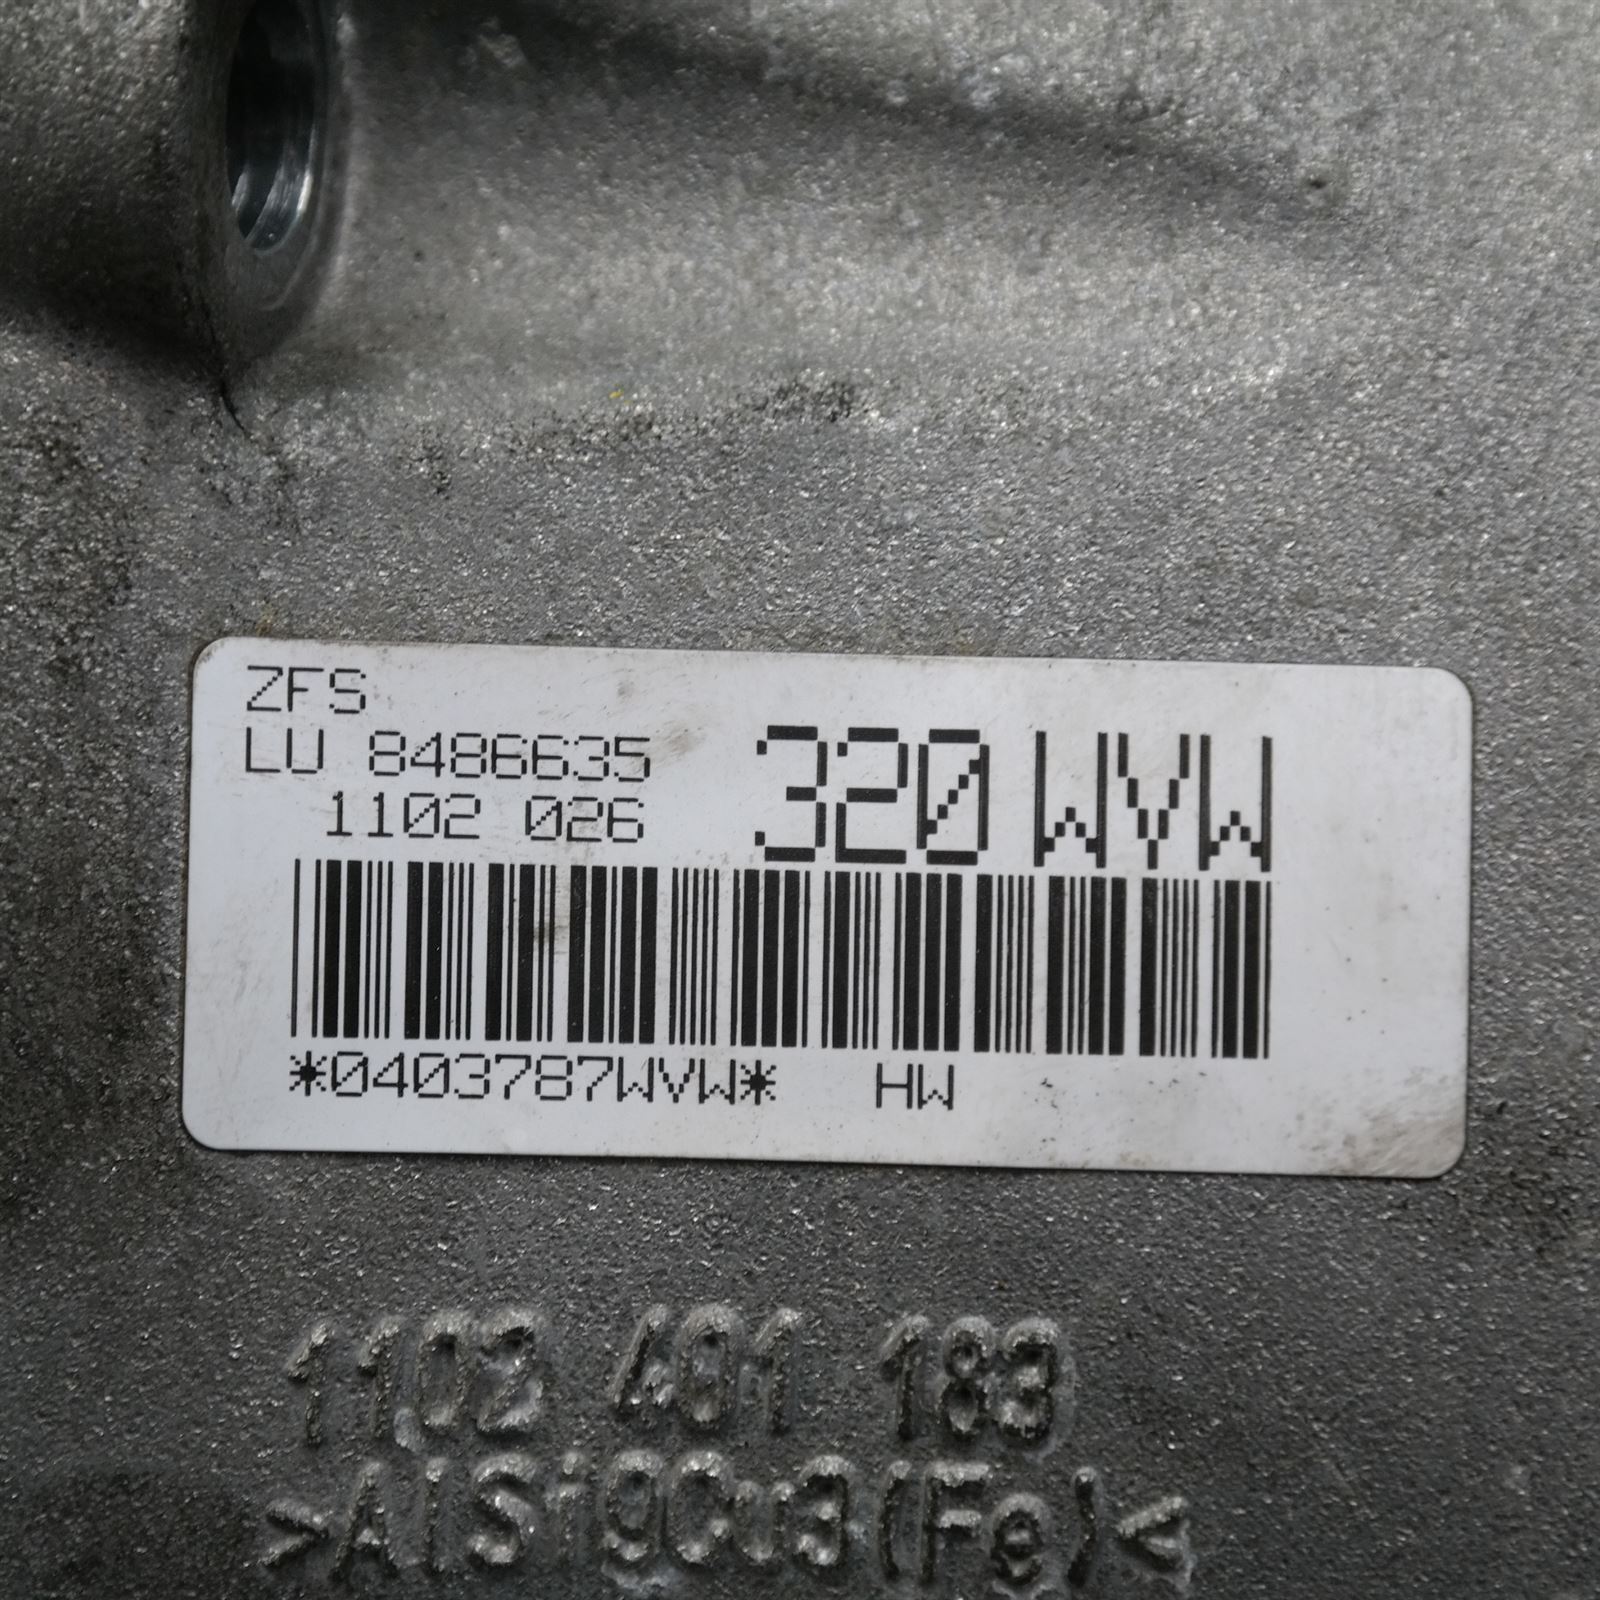 ZFS
LU 8486635 320 WVW
1102 026
*0403787WVW* HW
1102 401 183
>AlSi9Cu3(Fe)<